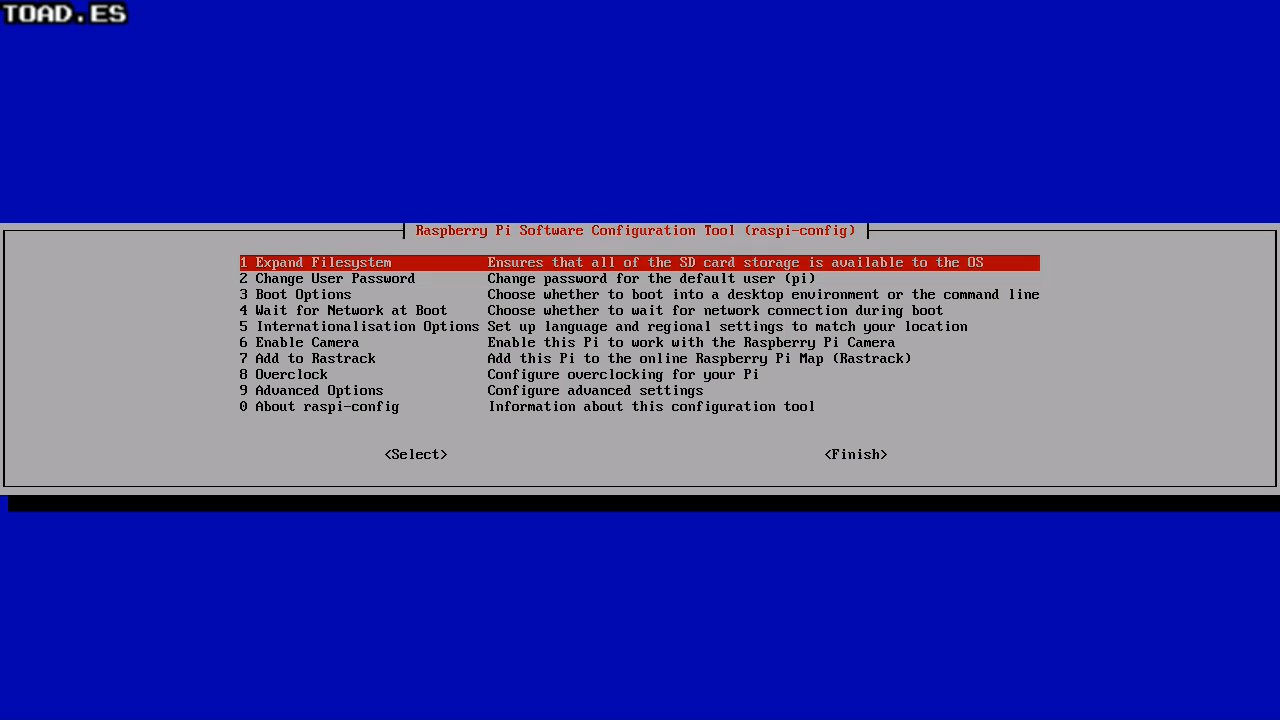 TOAD.ES
Raspberry Pi Software Configuration Tool (raspi-config)
1 Expand Filesystem Ensures that all of the SD card storage is available to the OS
2 Change User Password Change password for the default user (pi)
3 Boot Options Choose whether to boot into a desktop environment or the command line
4 Wait for Network at Boot Choose whether to wait for network connection during boot
5 Internationalisation Options Set up language and regional settings to match your location
6 Enable Camera Enable this Pi to work with the Raspberry Pi Camera
7 Add to Rastrack Add this Pi to the online Raspberry Pi Map (Rastrack)
8 Overclock Configure overclocking for your Pi
9 Advanced Options Configure advanced settings
0 About raspi-config Information about this configuration tool
<Select> <Finish>